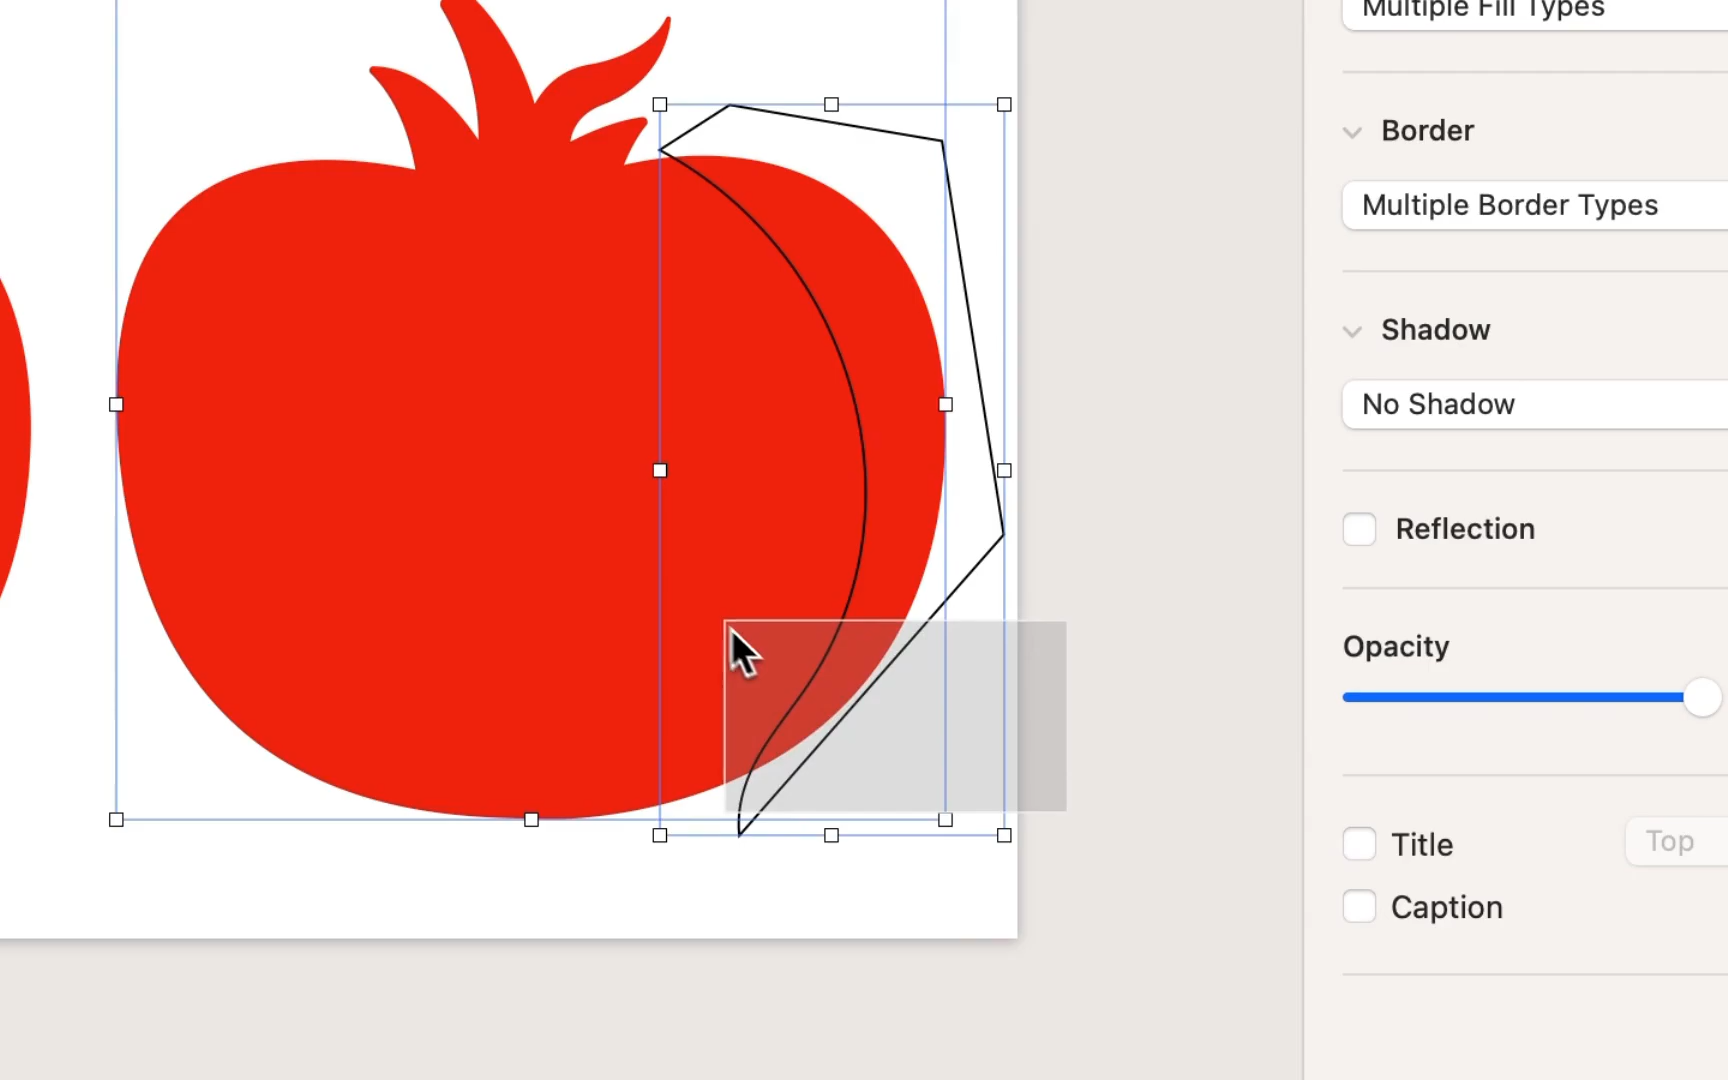 Multiple Fill Types
Border
Multiple Border Types
Shadow
No Shadow
Reflection
Opacity
Title
Top
Caption